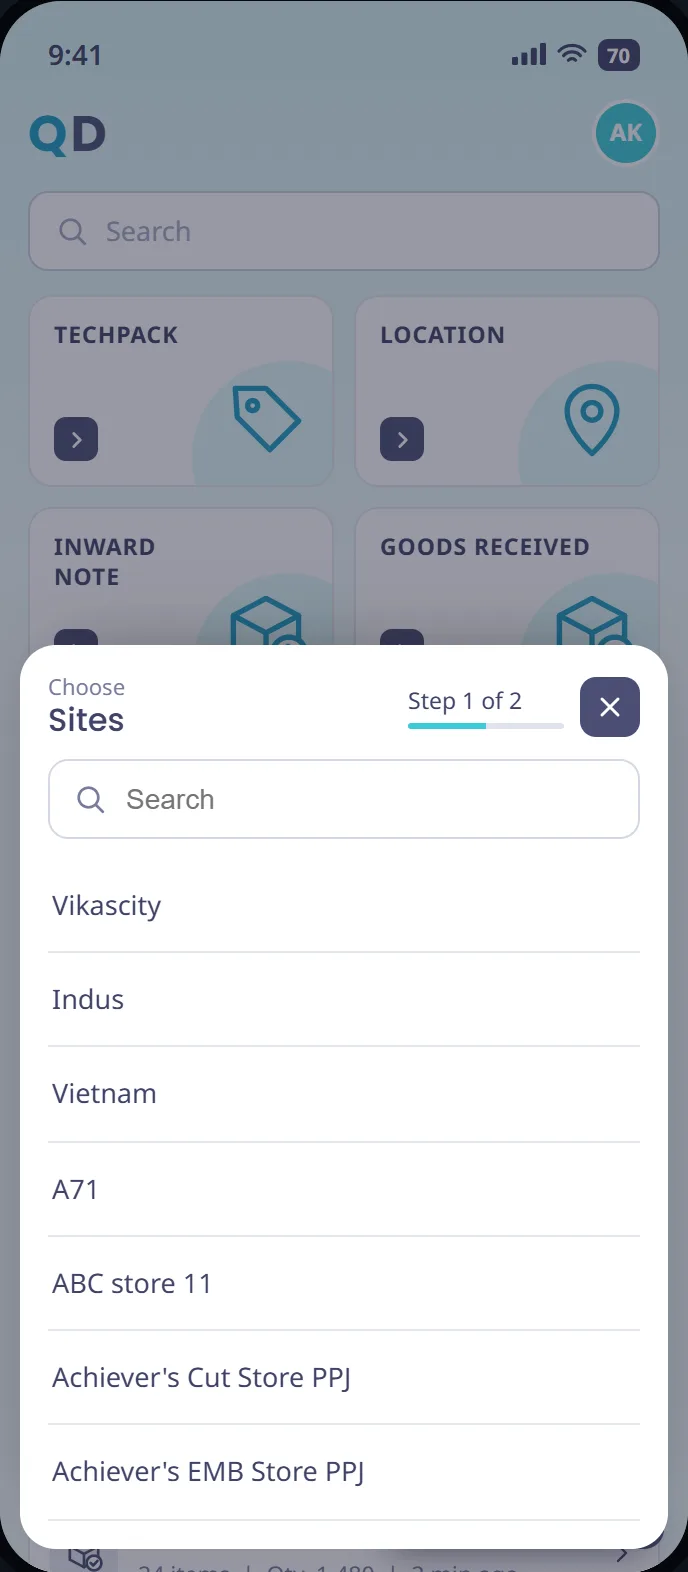 9:41
70
QD
AK
Search
TECHPACK
LOCATION
INWARD
NOTE
GOODS RECEIVED
Choose
Sites
Step 1 of 2
Search
Vikascity
Indus
Vietnam
A71
ABC store 11
Achiever's Cut Store PPJ
Achiever's EMB Store PPJ